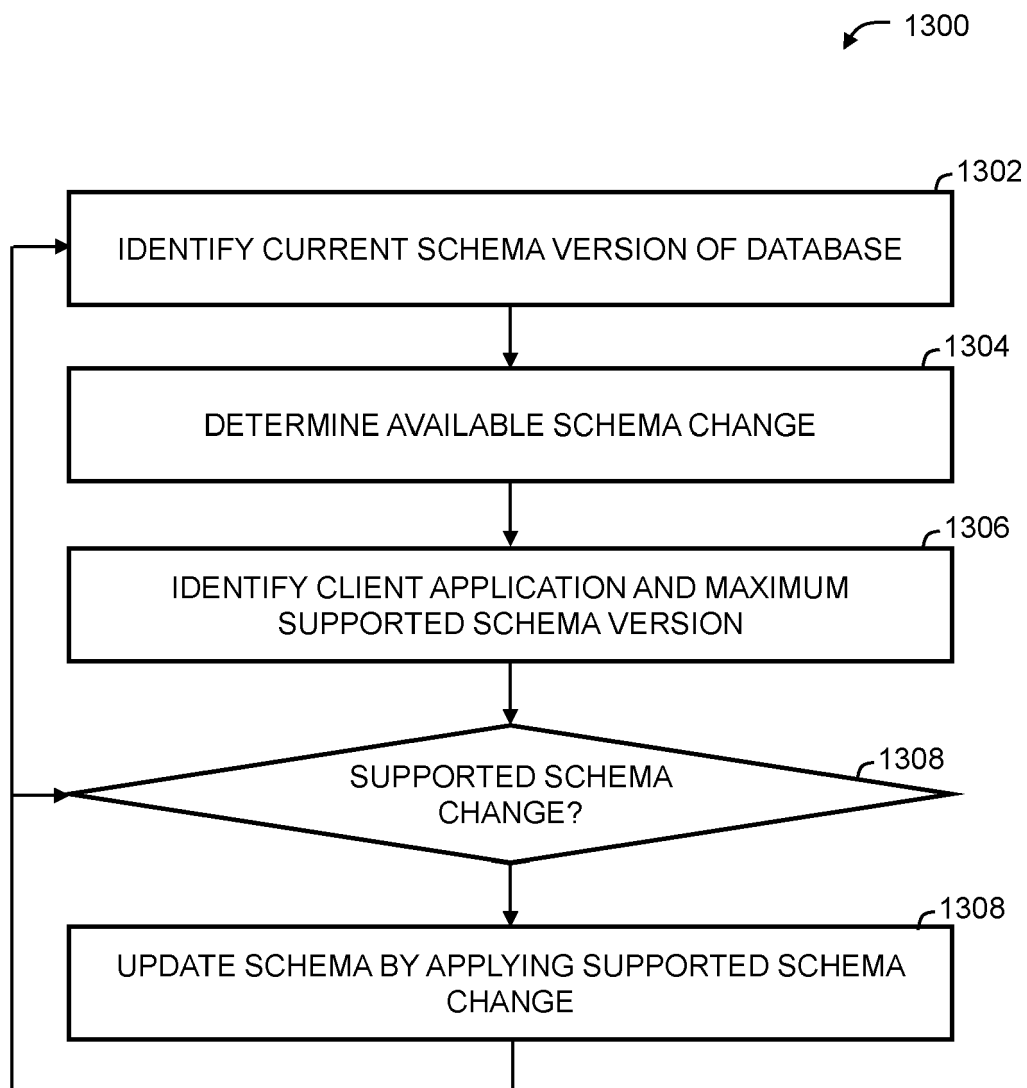 1300
1302
IDENTIFY CURRENT SCHEMA VERSION OF DATABASE
1304
DETERMINE AVAILABLE SCHEMA CHANGE
1306
IDENTIFY CLIENT APPLICATION AND MAXIMUM
SUPPORTED SCHEMA VERSION
1308
SUPPORTED SCHEMA
CHANGE?
1308
UPDATE SCHEMA BY APPLYING SUPPORTED SCHEMA
CHANGE